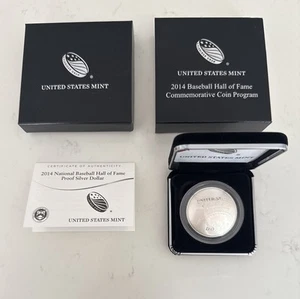 UNITED STATES MINT
UNITED STATES MINT
2014 Baseball Hall of Fame
Commemorative Coin Program
CERTIFICATE OF AUTHENTICITY
2014 National Baseball Hall of Fame
Proof Silver Dollar
UNITED STATES MINT